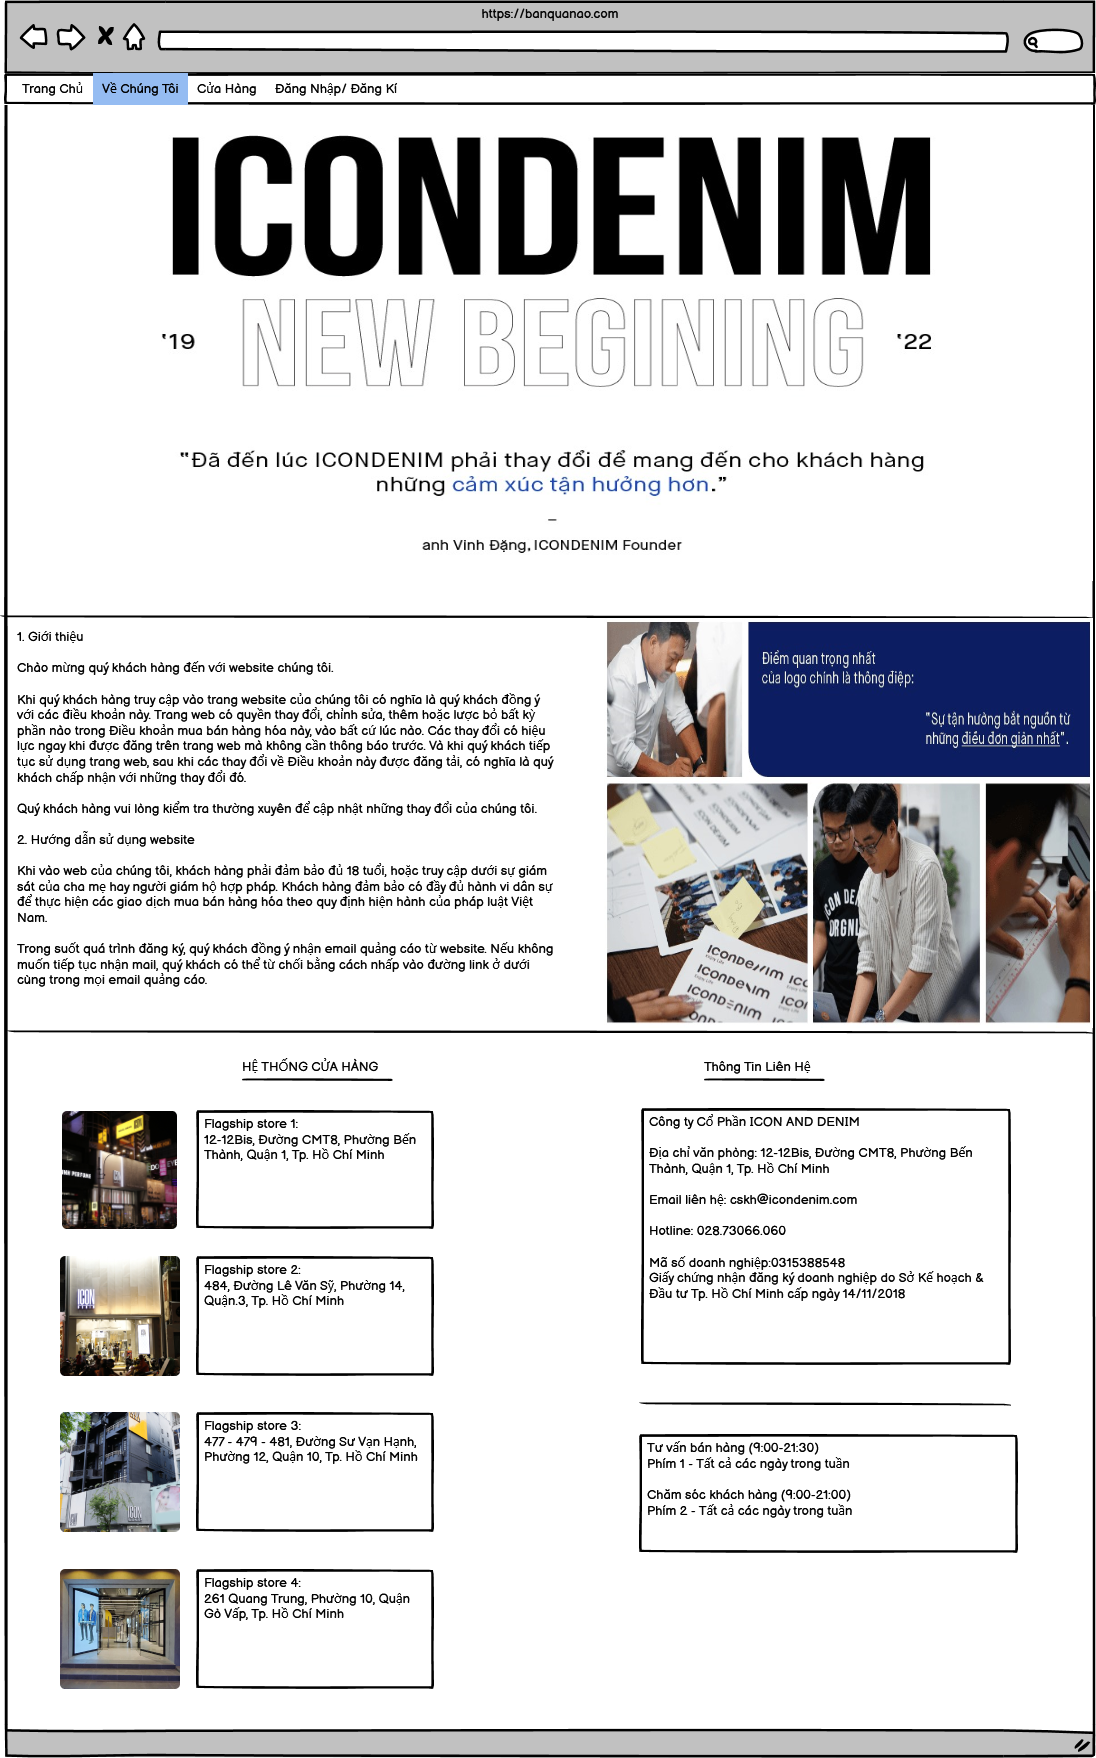 https://banquanao.com
Trang Chủ Về Chúng Tôi Cửa Hàng Đăng Nhập/ Đăng Kí
ICONDENIM
NEW BEGINING
'19
'22
“Đã đến lúc ICONDENIM phải thay đổi để mang đến cho khách hàng
những cảm xúc tận hưởng hơn.”
–
anh Vinh Đặng, ICONDENIM Founder
1. Giới thiệu
Chào mừng quý khách hàng đến với website chúng tôi.
Khi quý khách hàng truy cập vào trang website của chúng tôi có nghĩa là quý khách đồng ý
với các điều khoản này. Trang web có quyền thay đổi, chỉnh sửa, thêm hoặc lược bỏ bất kỳ
phần nào trong Điều khoản mua bán hàng hóa này, vào bất cứ lúc nào. Các thay đổi có hiệu
lực ngay khi được đăng trên trang web mà không cần thông báo trước. Và khi quý khách tiếp
tục sử dụng trang web, sau khi các thay đổi về Điều khoản này được đăng tải, có nghĩa là quý
khách chấp nhận với những thay đổi đó.
Quý khách hàng vui lòng kiểm tra thường xuyên để cập nhật những thay đổi của chúng tôi.
2. Hướng dẫn sử dụng website
Khi vào web của chúng tôi, khách hàng phải đảm bảo đủ 18 tuổi, hoặc truy cập dưới sự giám
sát của cha mẹ hay người giám hộ hợp pháp. Khách hàng đảm bảo có đầy đủ hành vi dân sự
để thực hiện các giao dịch mua bán hàng hóa theo quy định hiện hành của pháp luật Việt
Nam.
Trong suốt quá trình đăng ký, quý khách đồng ý nhận email quảng cáo từ website. Nếu không
muốn tiếp tục nhận mail, quý khách có thể từ chối bằng cách nhấp vào đường link ở dưới
cùng trong mọi email quảng cáo.
Điểm quan trọng nhất
của logo chính là thông điệp:
"Sự tận hưởng bắt nguồn từ
những điều đơn giản nhất".
ICON DEN
ORGNL
ICONDENIM
ICONDENIM
ICONDENIM
HỆ THỐNG CỬA HÀNG
Flagship store 1:
12-12Bis, Đường CMT8, Phường Bến
Thành, Quận 1, Tp. Hồ Chí Minh
ICON
Flagship store 2:
484, Đường Lê Văn Sỹ, Phường 14,
Quận.3, Tp. Hồ Chí Minh
ICON
Flagship store 3:
477 - 479 - 481, Đường Sư Vạn Hạnh,
Phường 12, Quận 10, Tp. Hồ Chí Minh
Flagship store 4:
261 Quang Trung, Phường 10, Quận
Gò Vấp, Tp. Hồ Chí Minh
Thông Tin Liên Hệ
Công ty Cổ Phần ICON AND DENIM
Địa chỉ văn phòng: 12-12Bis, Đường CMT8, Phường Bến
Thành, Quận 1, Tp. Hồ Chí Minh
Email liên hệ: cskh@icondenim.com
Hotline: 028.73066.060
Mã số doanh nghiệp:0315388548
Giấy chứng nhận đăng ký doanh nghiệp do Sở Kế hoạch &
Đầu tư Tp. Hồ Chí Minh cấp ngày 14/11/2018
Tư vấn bán hàng (9:00-21:30)
Phím 1 - Tất cả các ngày trong tuần
Chăm sóc khách hàng (9:00-21:00)
Phím 2 - Tất cả các ngày trong tuần